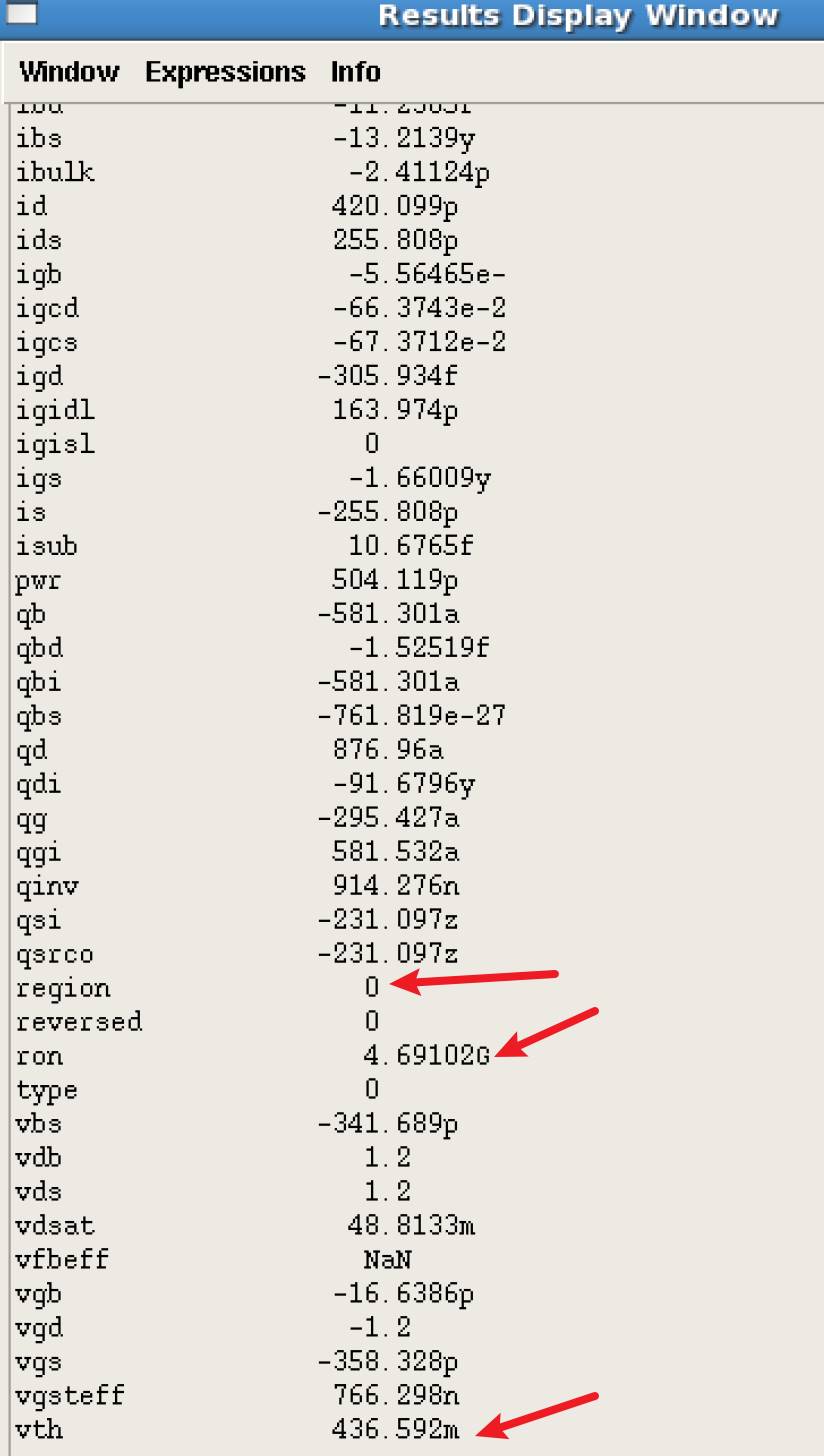 Results Display Window
Window Expressions Info
ibs -13.2139y
ibulk -2.41124p
id 420.099p
ids 255.808p
igb -5.56465e-
igcd -66.3743e-2
igcs -67.3712e-2
igd -305.934f
igidl 163.974p
igisl 0
igs -1.66009y
is -255.808p
isub 10.6765f
pwr 504.119p
qb -581.301a
qbd -1.52519f
qbi -581.301a
qbs -761.819e-27
qd 876.96a
qdi -91.6796y
qg -295.427a
qgi 581.532a
qinv 914.276n
qsi -231.097z
qsrco -231.097z
region 0
reversed 0
ron 4.69102G
type 0
vbs -341.689p
vdb 1.2
vds 1.2
vdsat 48.8133m
vfbeff NaN
vgb -16.6386p
vgd -1.2
vgs -358.328p
vgsteff 766.298n
vth 436.592m